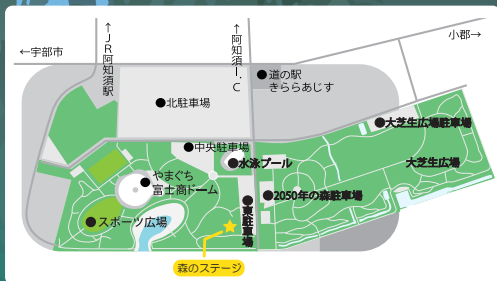 ←宇部市
←JR阿知須駅
←阿知須I.C
小郡→
●道の駅
きららあじす
●北駐車場
●大芝生広場駐車場
●中央駐車場
大芝生広場
●水泳プール
やまぐち
●富士商ドーム
●2050年の森駐車場
●東駐車場
●スポーツ広場
森のステージ